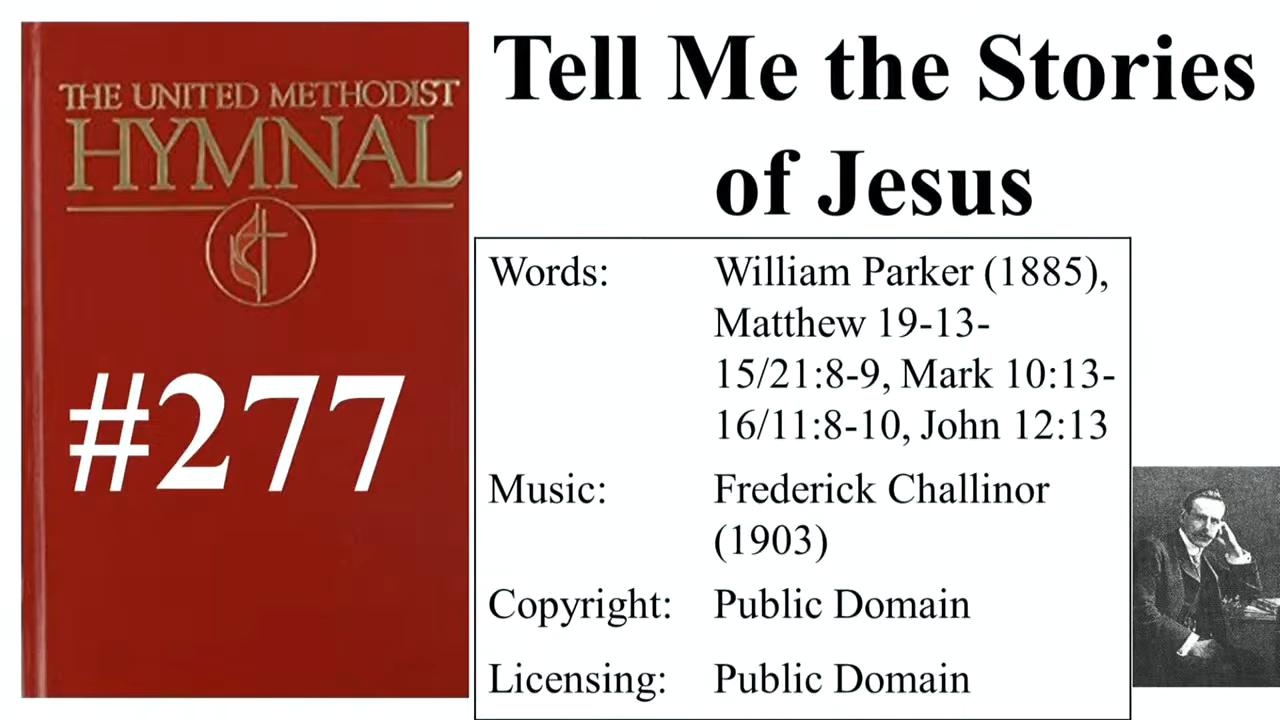 THE UNITED METHODIST
HYMNAL
#277
Tell Me the Stories
of Jesus
Words: William Parker (1885),
Matthew 19-13-
15/21:8-9, Mark 10:13-
16/11:8-10, John 12:13
Music: Frederick Challinor
(1903)
Copyright: Public Domain
Licensing: Public Domain